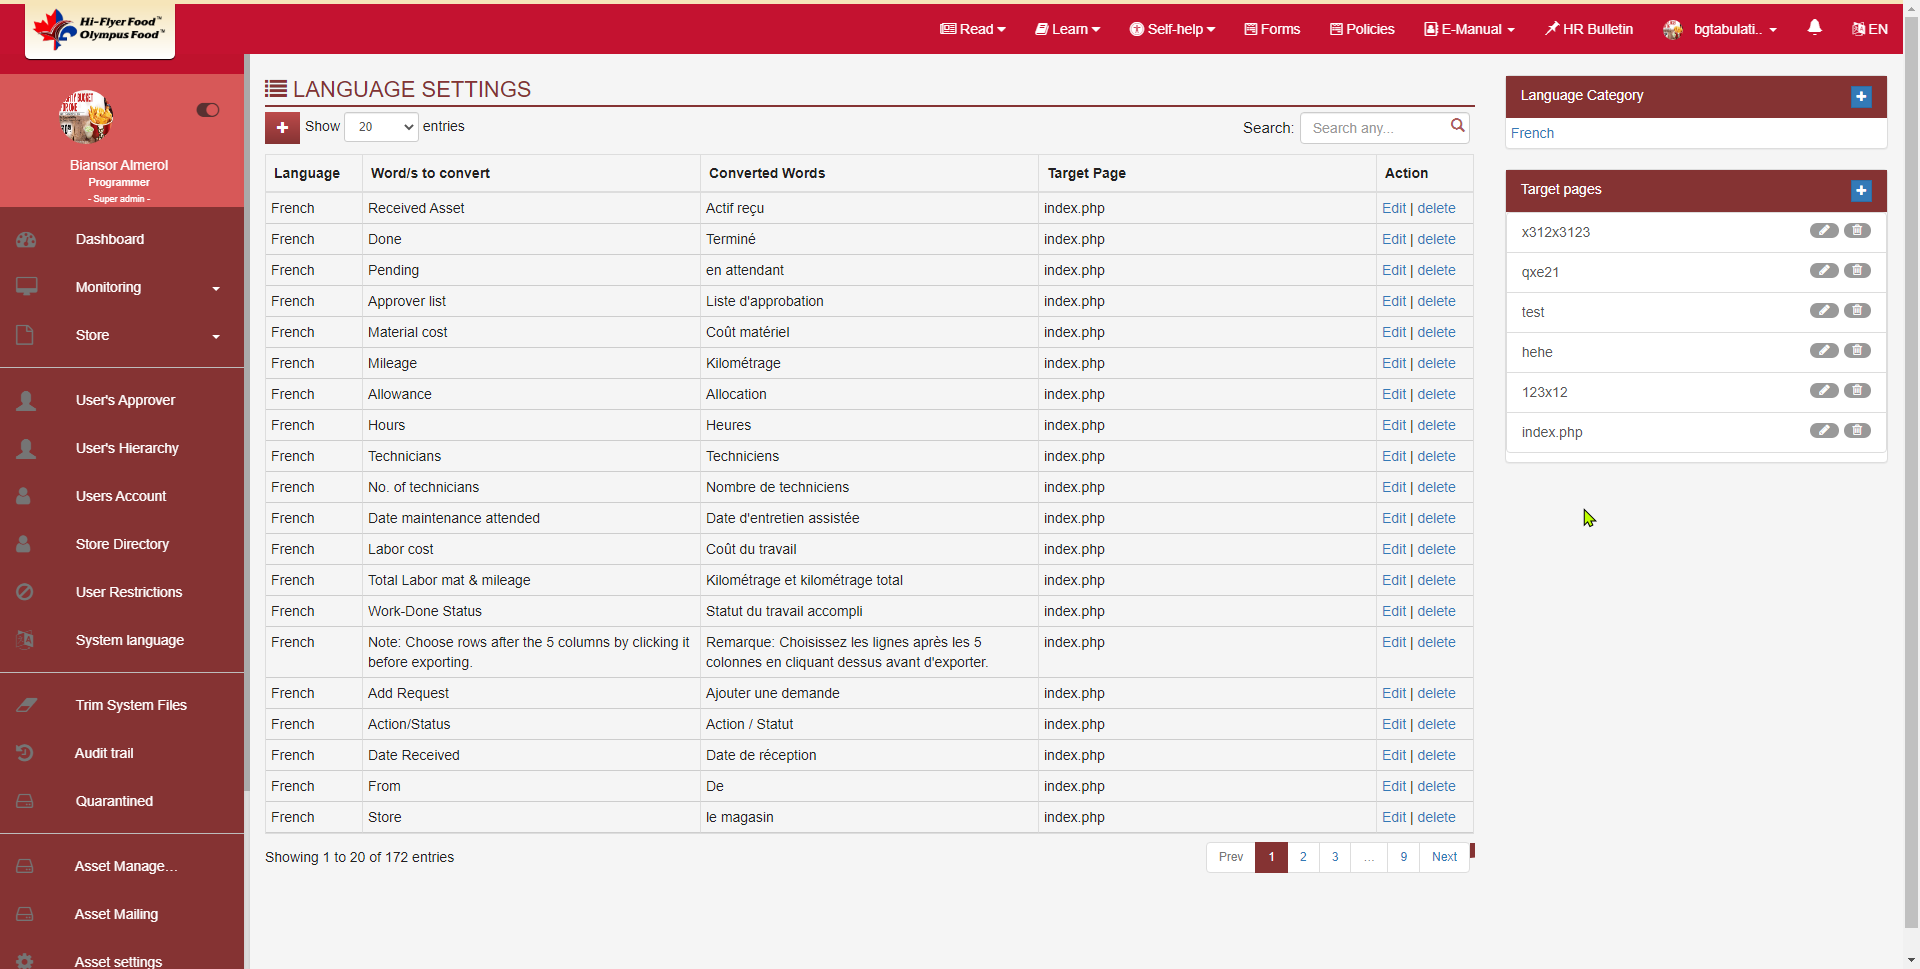 Hi-Flyer Food™
Olympus Food™
Read
Learn
Self-help
Forms
Policies
E-Manual
HR Bulletin
bgtabulati..
EN
Biansor Almerol
Programmer
- Super admin -
Dashboard
Monitoring
Store
User's Approver
User's Hierarchy
Users Account
Store Directory
User Restrictions
System language
Trim System Files
Audit trail
Quarantined
Asset Manage...
Asset Mailing
Asset settings
LANGUAGE SETTINGS
+ Show 20 entries
Search: Search any...
Language Word/s to convert Converted Words Target Page Action
French Received Asset Actif reçu index.php Edit | delete
French Done Terminé index.php Edit | delete
French Pending en attendant index.php Edit | delete
French Approver list Liste d'approbation index.php Edit | delete
French Material cost Coût matériel index.php Edit | delete
French Mileage Kilométrage index.php Edit | delete
French Allowance Allocation index.php Edit | delete
French Hours Heures index.php Edit | delete
French Technicians Techniciens index.php Edit | delete
French No. of technicians Nombre de techniciens index.php Edit | delete
French Date maintenance attended Date d'entretien assistée index.php Edit | delete
French Labor cost Coût du travail index.php Edit | delete
French Total Labor mat & mileage Kilométrage et kilométrage total index.php Edit | delete
French Work-Done Status Statut du travail accompli index.php Edit | delete
French Note: Choose rows after the 5 columns by clicking it Remarque: Choisissez les lignes après les 5 index.php Edit | delete
before exporting. colonnes en cliquant dessus avant d'exporter.
French Add Request Ajouter une demande index.php Edit | delete
French Action/Status Action / Statut index.php Edit | delete
French Date Received Date de réception index.php Edit | delete
French From De index.php Edit | delete
French Store le magasin index.php Edit | delete
Showing 1 to 20 of 172 entries
Prev 1 2 3 ... 9 Next
Language Category +
French
Target pages +
x312x3123
qxe21
test
hehe
123x12
index.php